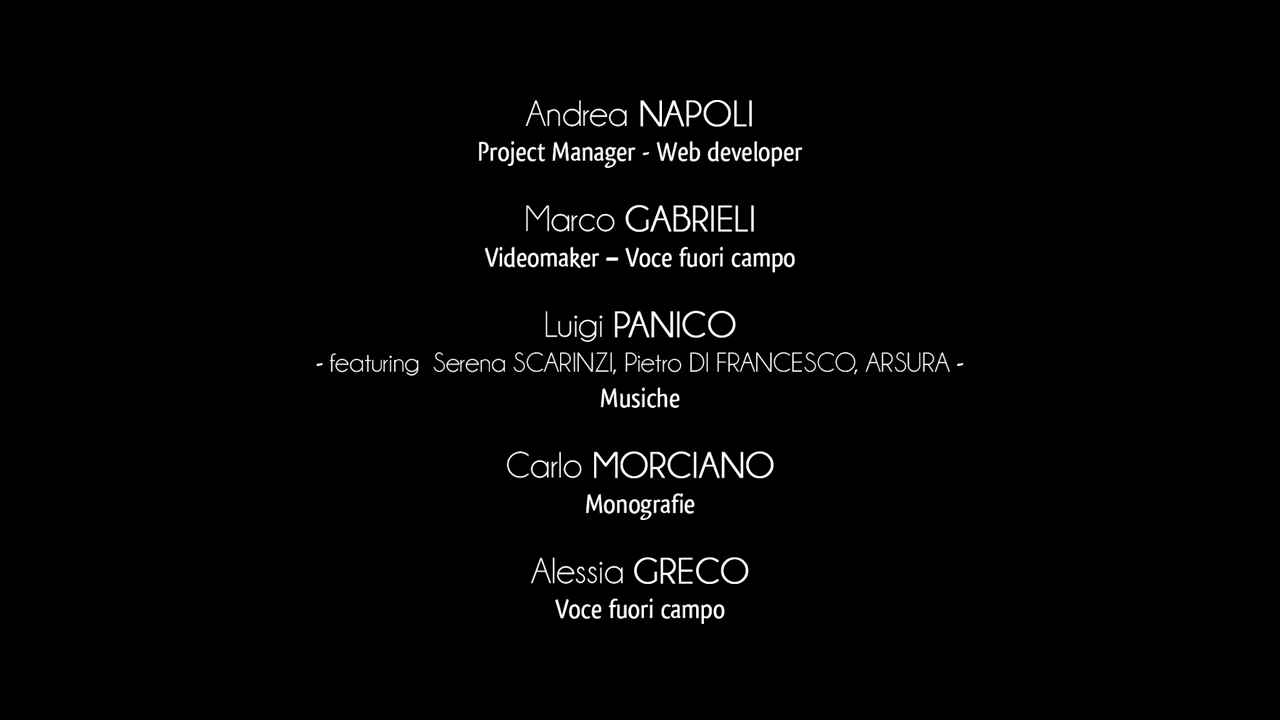 Andrea NAPOLI
Project Manager - Web developer
Marco GABRIELI
Videomaker – Voce fuori campo
Luigi PANICO
- featuring Serena SCARINZI, Pietro DI FRANCESCO, ARSURA -
Musiche
Carlo MORCIANO
Monografie
Alessia GRECO
Voce fuori campo